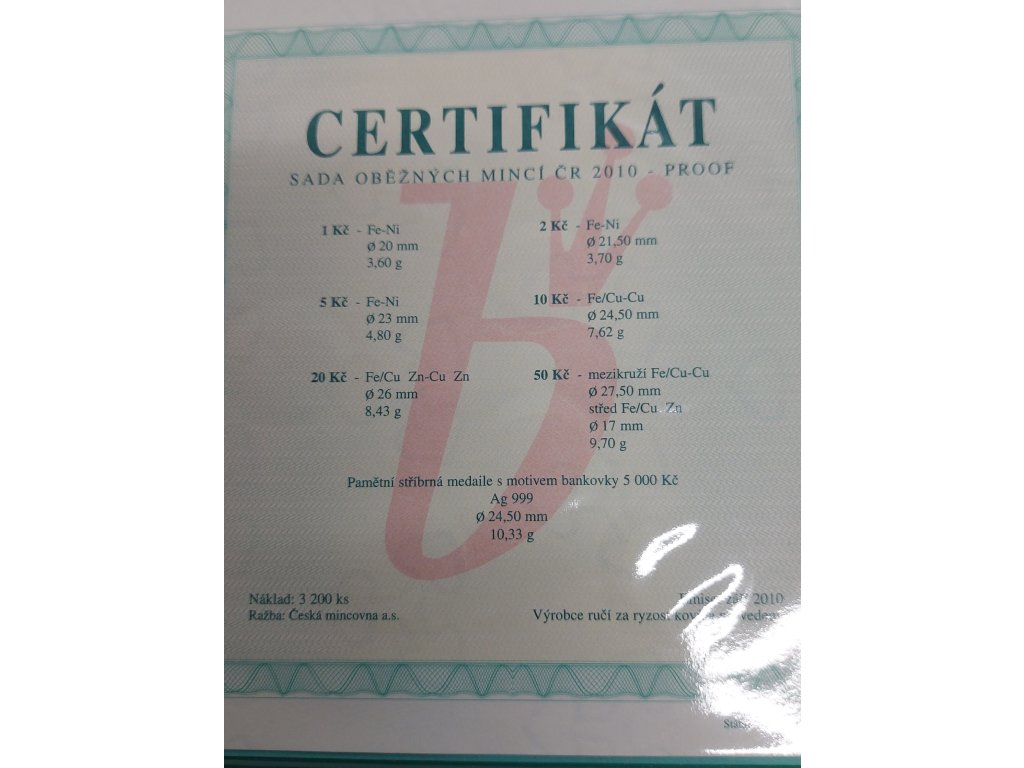 CERTIFIKÁT
SADA OBĚŽNÝCH MINCÍ ČR 2010 - PROOF
1 Kč - Fe-Ni
Ø 20 mm
3,60 g
2 Kč - Fe-Ni
Ø 21,50 mm
3,70 g
5 Kč - Fe-Ni
Ø 23 mm
4,80 g
10 Kč - Fe/Cu-Cu
Ø 24,50 mm
7,62 g
20 Kč - Fe/Cu Zn-Cu Zn
Ø 26 mm
8,43 g
50 Kč - mezikruží Fe/Cu-Cu
Ø 27,50 mm
střed Fe/Cu Zn
Ø 17 mm
9,70 g
Pamětní stříbrná medaile s motivem bankovky 5 000 Kč
Ag 999
Ø 24,50 mm
10,33 g
Náklad: 3 200 ks
Ražba: Česká mincovna a.s.
září 2010
Výrobce ručí za ryzost